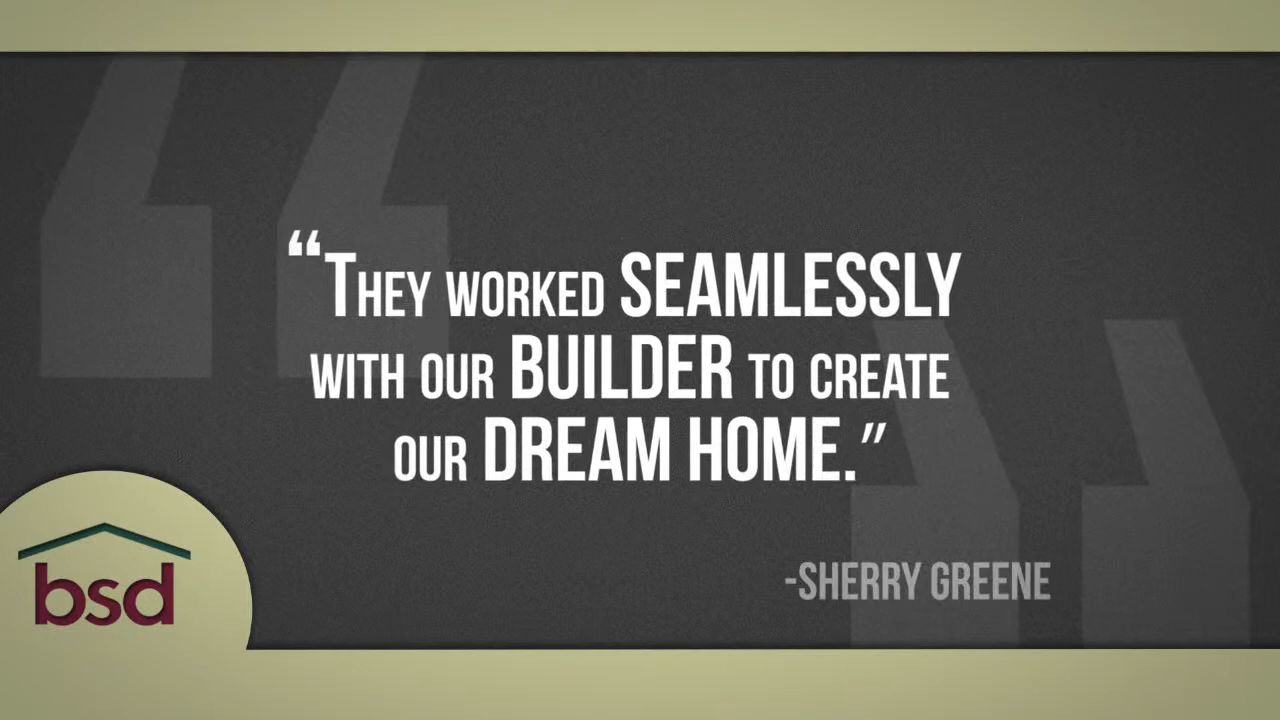 “They worked SEAMLESSLY
with our BUILDER to create
our DREAM HOME.”
-SHERRY GREENE
bsd